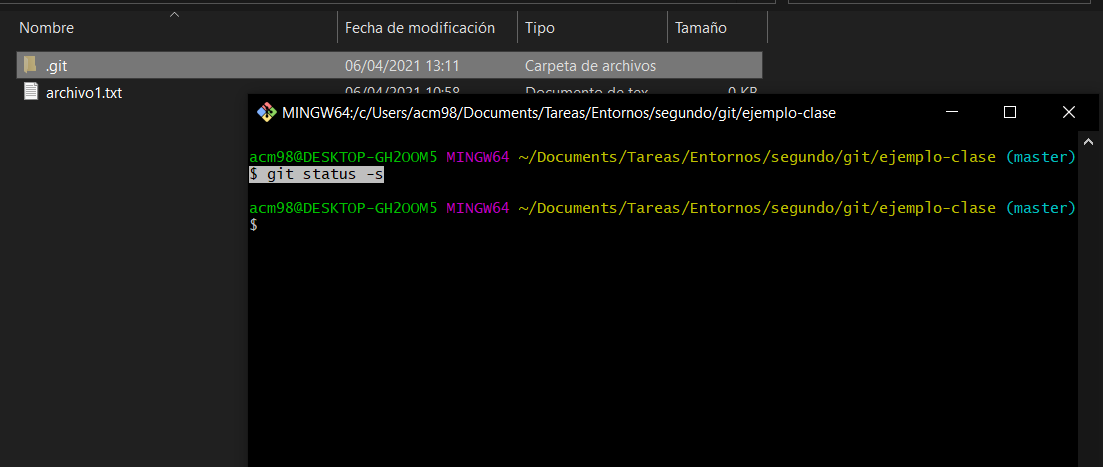 Nombre Fecha de modificación Tipo Tamaño
.git 06/04/2021 13:11 Carpeta de archivos
archivo1.txt 06/04/2021 10:58 Documento de tex... 0 KB
MINGW64:/c/Users/acm98/Documents/Tareas/Entornos/segundo/git/ejemplo-clase
acm98@DESKTOP-GH2OOM5 MINGW64 ~/Documents/Tareas/Entornos/segundo/git/ejemplo-clase (master)
$ git status -s
acm98@DESKTOP-GH2OOM5 MINGW64 ~/Documents/Tareas/Entornos/segundo/git/ejemplo-clase (master)
$